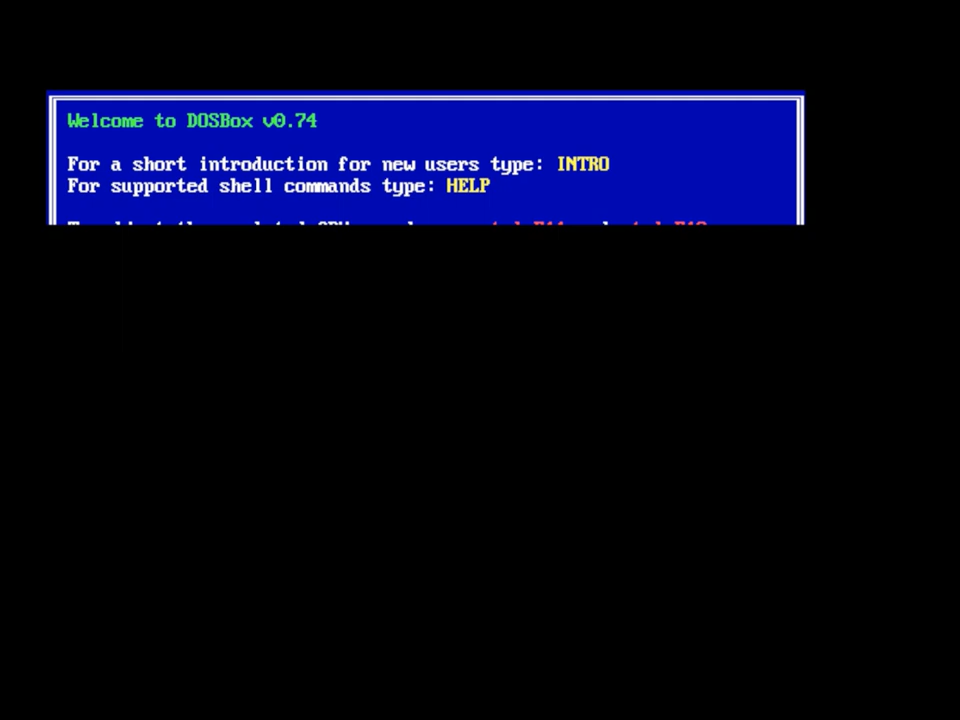 Welcome to DOSBox v0.74
For a short introduction for new users type: INTRO
For supported shell commands type: HELP